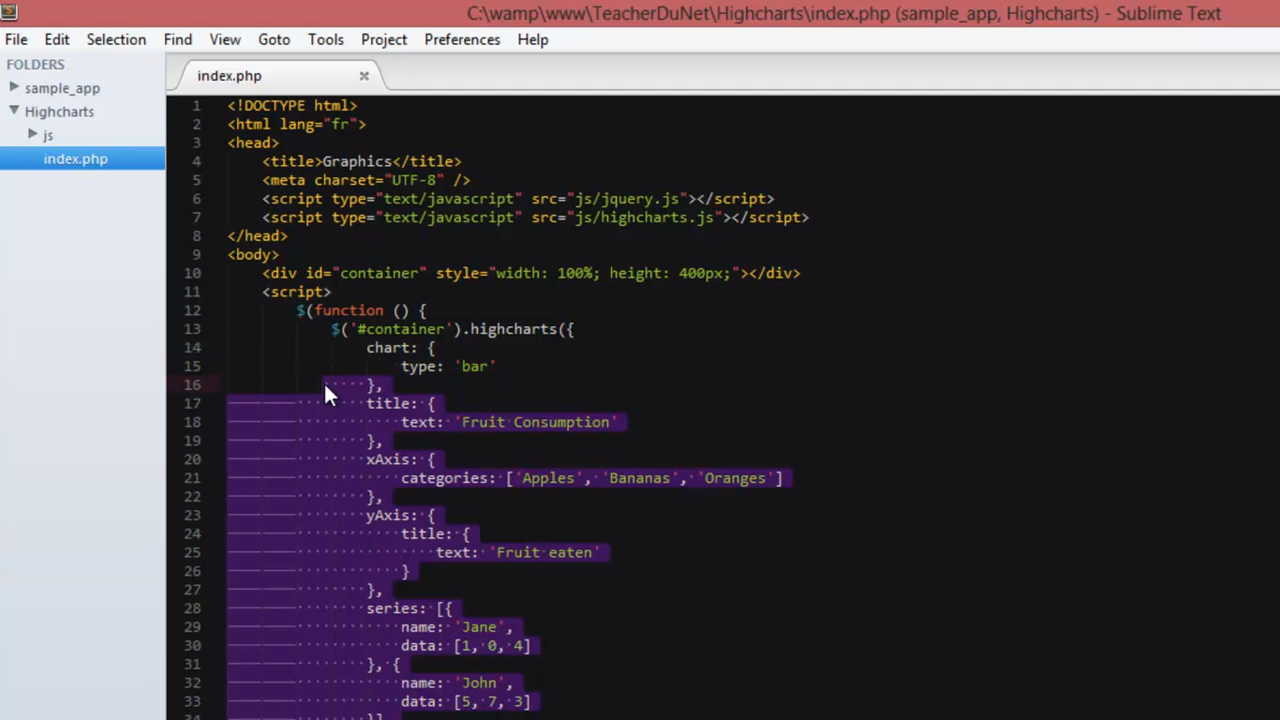 C:\wamp\www\TeacherDuNet\Highcharts\index.php (sample_app, Highcharts) - Sublime Text
File Edit Selection Find View Goto Tools Project Preferences Help
FOLDERS
sample_app
Highcharts
js
index.php
index.php
1 <!DOCTYPE html>
2 <html lang="fr">
3 <head>
4 <title>Graphics</title>
5 <meta charset="UTF-8" />
6 <script type="text/javascript" src="js/jquery.js"></script>
7 <script type="text/javascript" src="js/highcharts.js"></script>
8 </head>
9 <body>
10 <div id="container" style="width: 100%; height: 400px;"></div>
11 <script>
12 $(function () {
13 $('#container').highcharts({
14 chart: {
15 type: 'bar'
16 },
17 title: {
18 text: 'Fruit Consumption'
19 },
20 xAxis: {
21 categories: ['Apples', 'Bananas', 'Oranges']
22 },
23 yAxis: {
24 title: {
25 text: 'Fruit eaten'
26 }
27 },
28 series: [{
29 name: 'Jane',
30 data: [1, 0, 4]
31 }, {
32 name: 'John',
33 data: [5, 7, 3]
34 }]